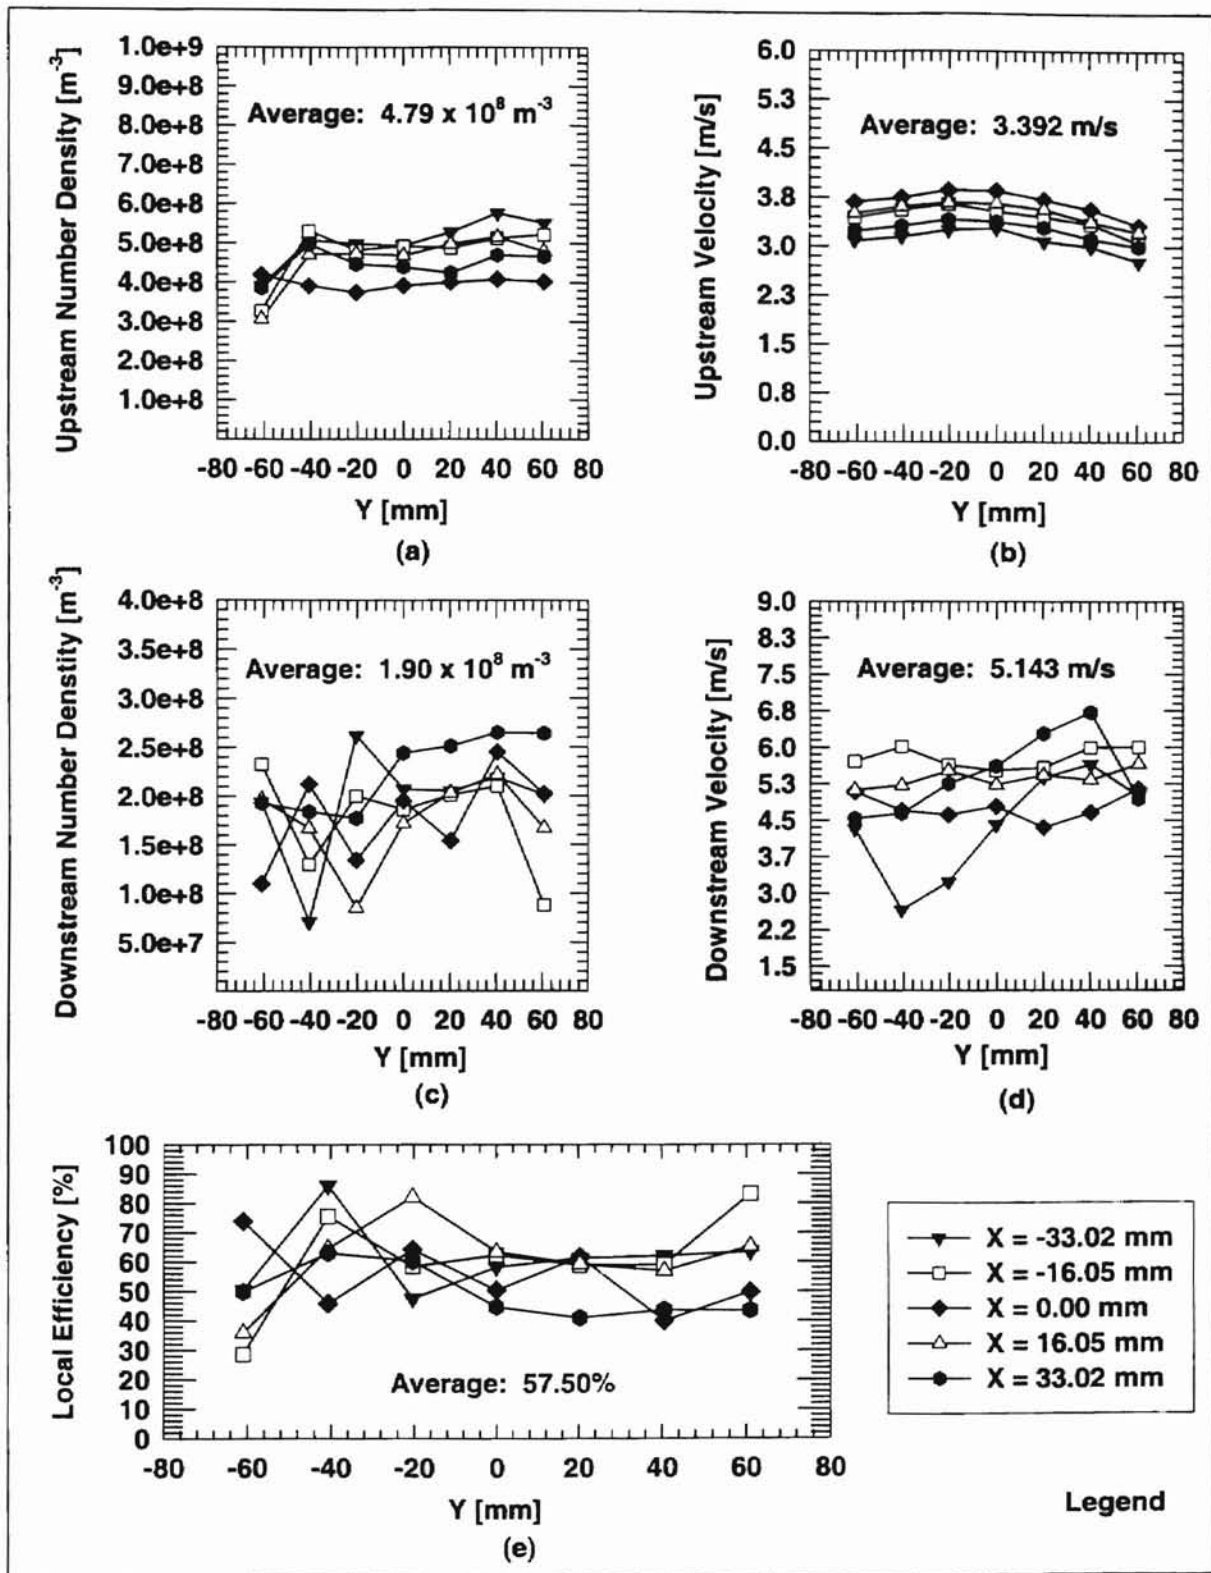 Upstream Number Density [m-3]
1.0e+9
9.0e+8
8.0e+8
7.0e+8
6.0e+8
5.0e+8
4.0e+8
3.0e+8
2.0e+8
1.0e+8
Average: 4.79 x 10^8 m^-3
-80 -60 -40 -20 0 20 40 60 80
Y [mm]
(a)
Upstream Velocity [m/s]
6.0
5.3
4.5
3.8
3.0
2.3
1.5
0.8
0.0
Average: 3.392 m/s
-80 -60 -40 -20 0 20 40 60 80
Y [mm]
(b)
Downstream Number Denstity [m-3]
4.0e+8
3.5e+8
3.0e+8
2.5e+8
2.0e+8
1.5e+8
1.0e+8
5.0e+7
Average: 1.90 x 10^8 m^-3
-80 -60 -40 -20 0 20 40 60 80
Y [mm]
(c)
Downstream Velocity [m/s]
9.0
8.3
7.5
6.8
6.0
5.3
4.5
3.7
3.0
2.2
1.5
Average: 5.143 m/s
-80 -60 -40 -20 0 20 40 60 80
Y [mm]
(d)
Local Efficiency [%]
100
90
80
70
60
50
40
30
20
10
0
Average: 57.50%
-80 -60 -40 -20 0 20 40 60 80
Y [mm]
(e)
X = -33.02 mm
X = -16.05 mm
X = 0.00 mm
X = 16.05 mm
X = 33.02 mm
Legend